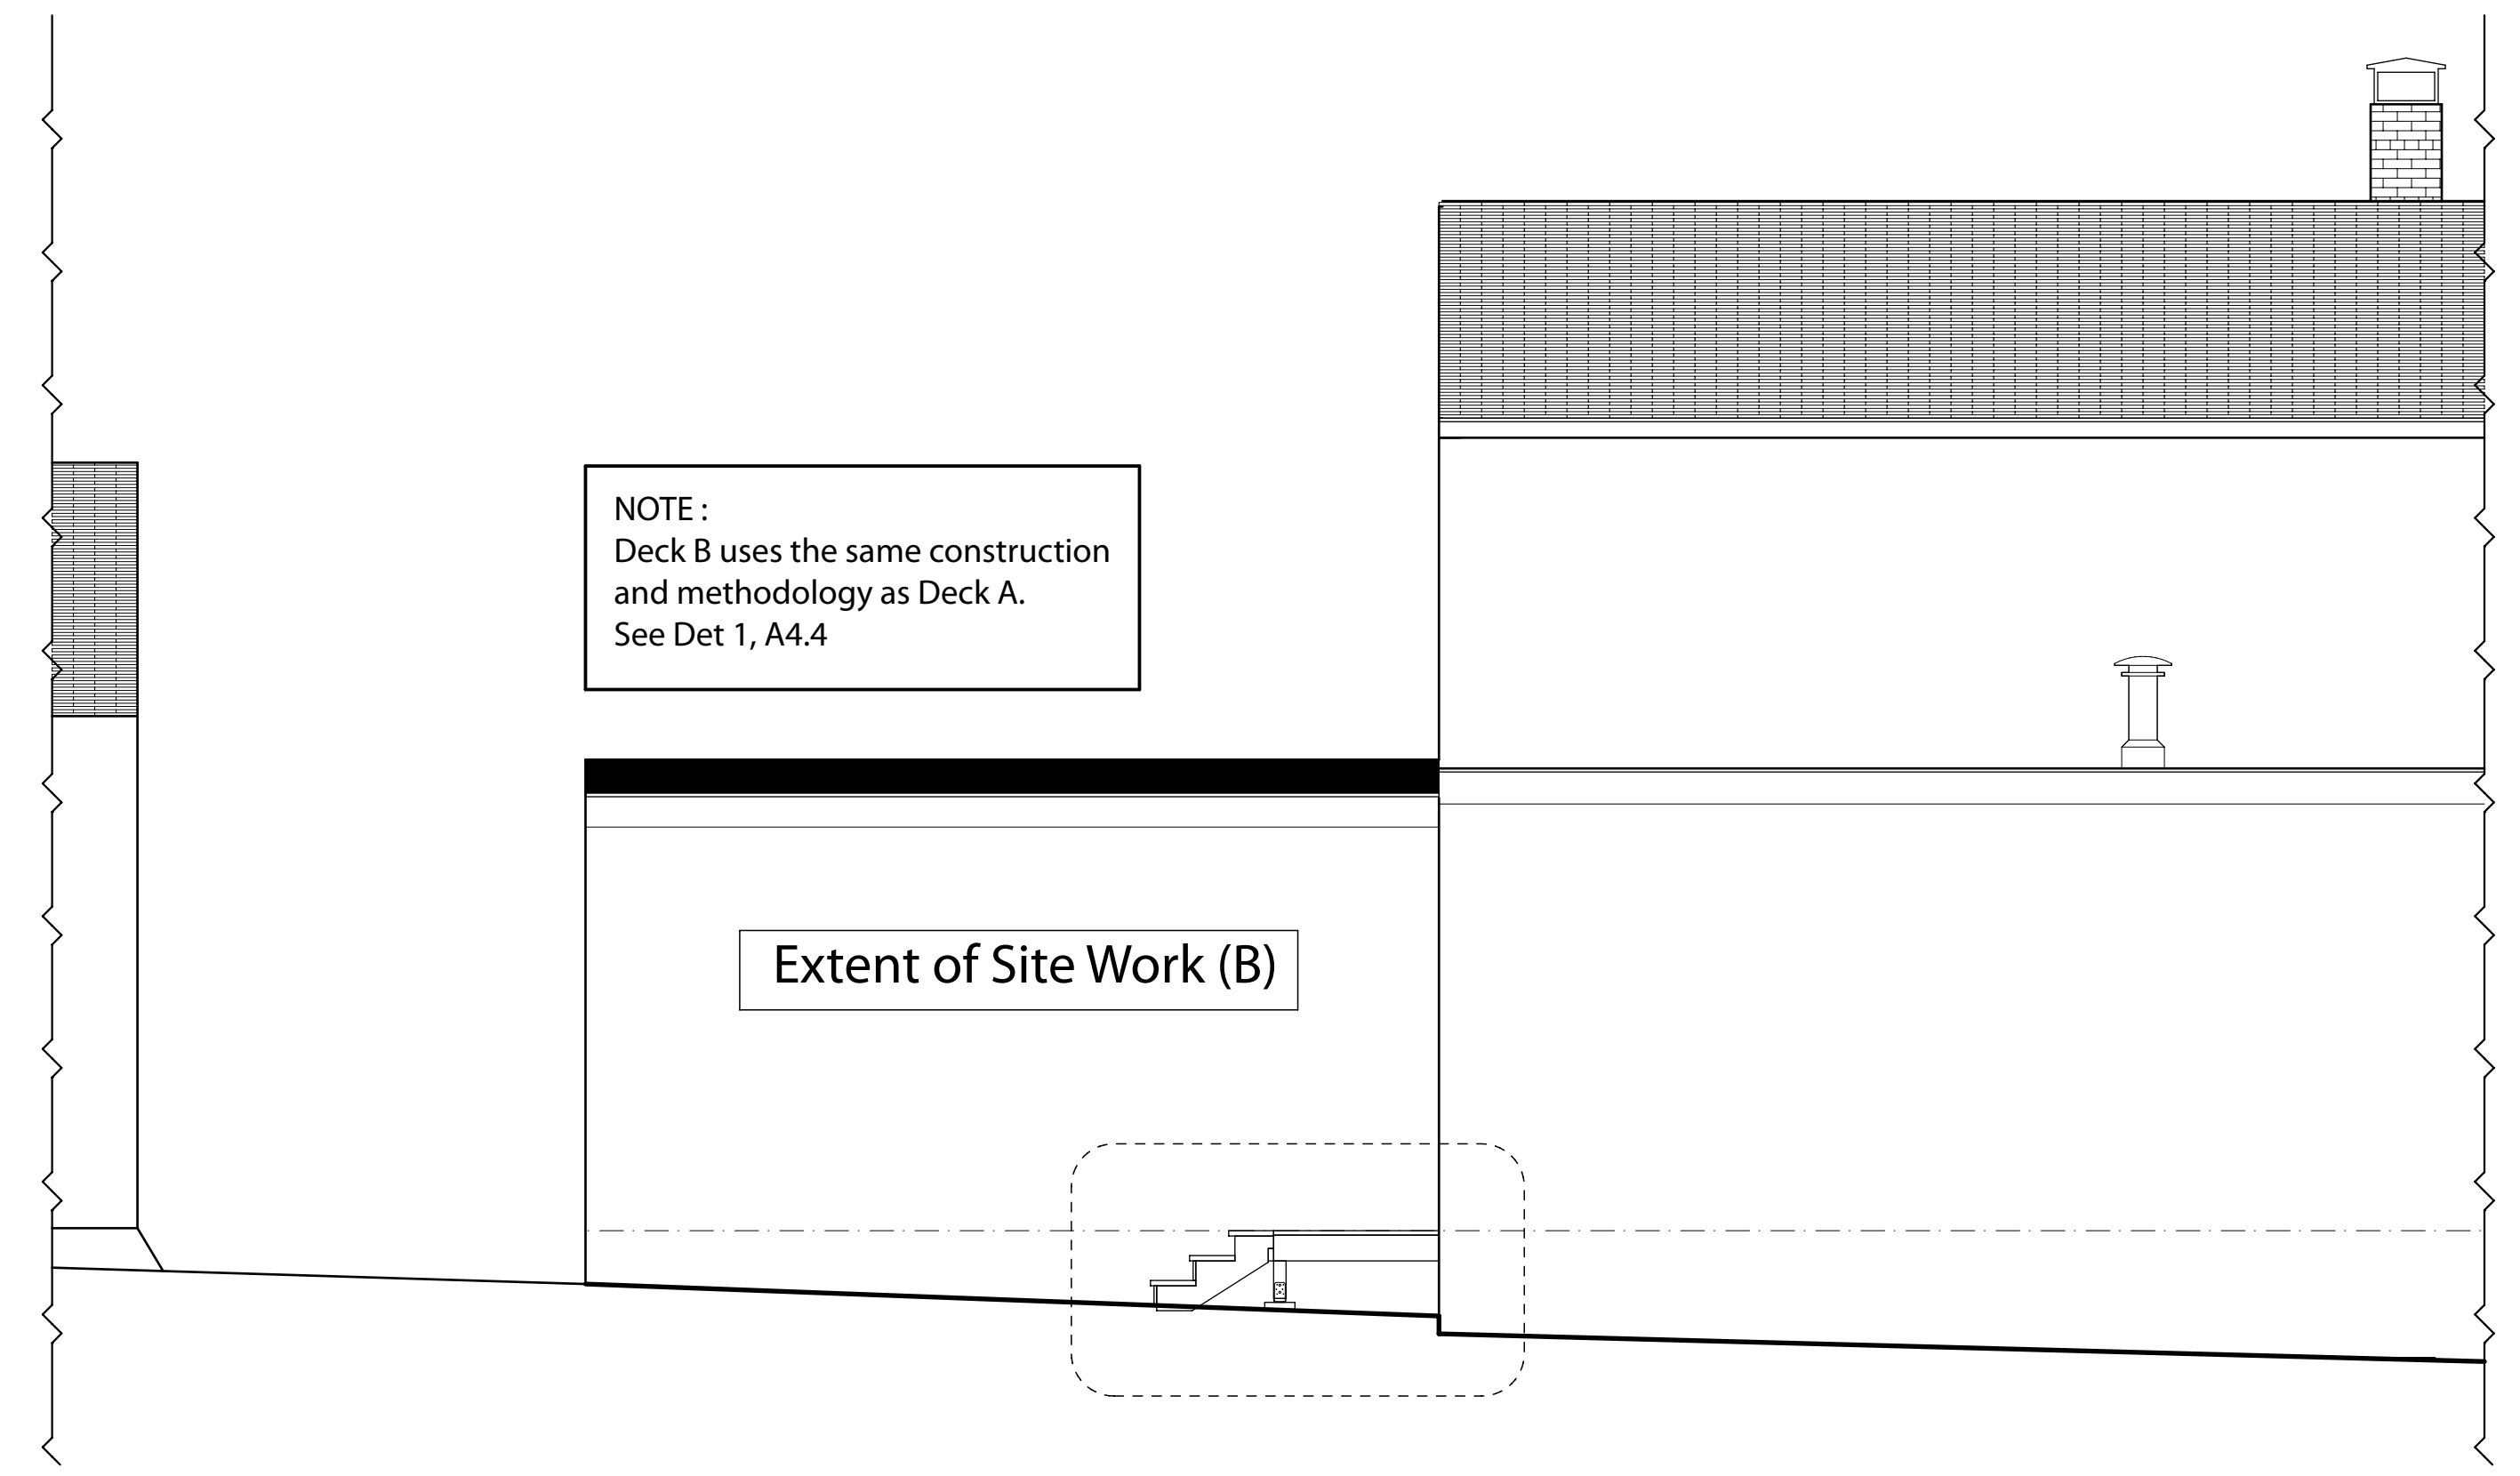 NOTE :
Deck B uses the same construction
and methodology as Deck A.
See Det 1, A4.4
Extent of Site Work (B)